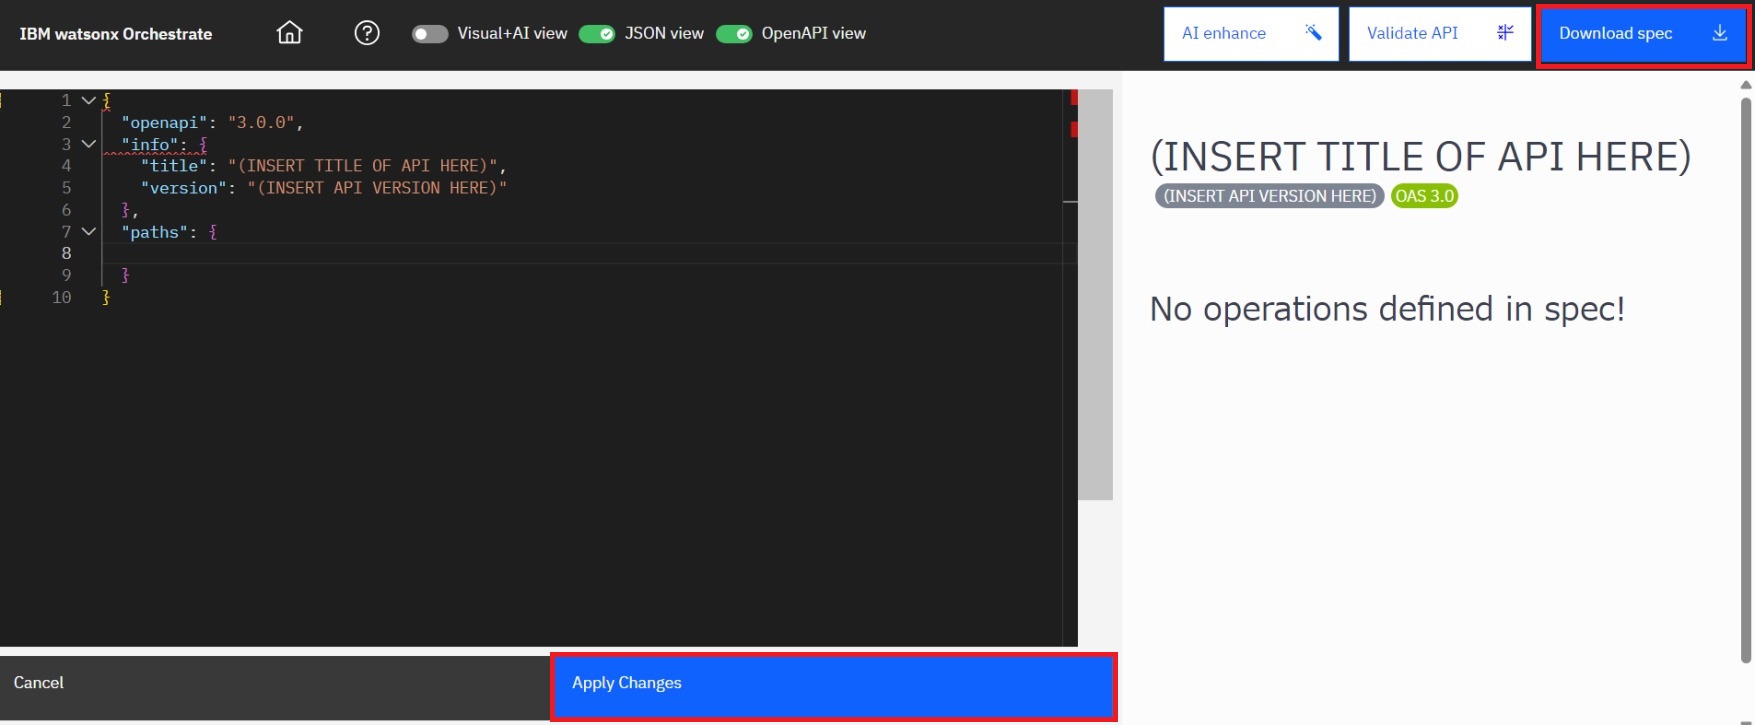 IBM watsonx Orchestrate
Visual+AI view
JSON view
OpenAPI view
AI enhance
Validate API
Download spec
1 {
2 "openapi": "3.0.0",
3 "info": {
4 "title": "(INSERT TITLE OF API HERE)",
5 "version": "(INSERT API VERSION HERE)"
6 },
7 "paths": {
8
9 }
10 }
Cancel
Apply Changes
(INSERT TITLE OF API HERE)
(INSERT API VERSION HERE) OAS 3.0
No operations defined in spec!